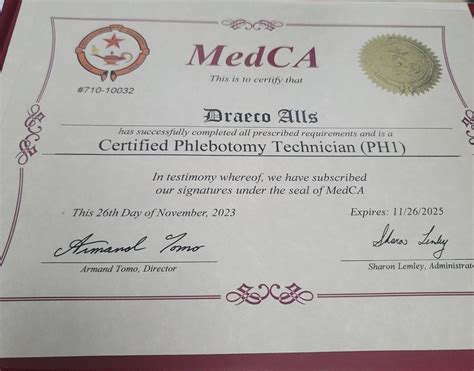 MedCA
#710-10032
This is to certify that
Draeco Alls
has successfully completed all prescribed requirements and is a
Certified Phlebotomy Technician (PH1)
In testimony whereof, we have subscribed
our signatures under the seal of MedCA
This 26th Day of November, 2023 Expires: 11/26/2025
Armand Tomo Sharon Lemley
Armand Tomo, Director Sharon Lemley, Administrat